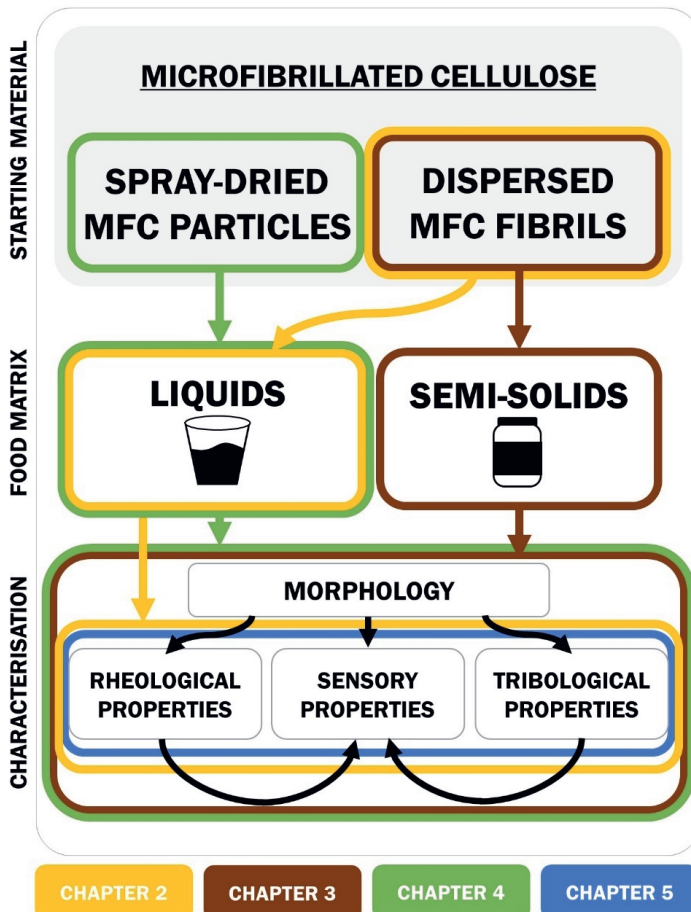 STARTING MATERIAL
MICROFIBRILLATED CELLULOSE
SPRAY-DRIED
MFC PARTICLES
DISPERSED
MFC FIBRILS
FOOD MATRIX
LIQUIDS
SEMI-SOLIDS
CHARACTERISATION
MORPHOLOGY
RHEOLOGICAL
PROPERTIES
SENSORY
PROPERTIES
TRIBOLOGICAL
PROPERTIES
CHAPTER 2
CHAPTER 3
CHAPTER 4
CHAPTER 5